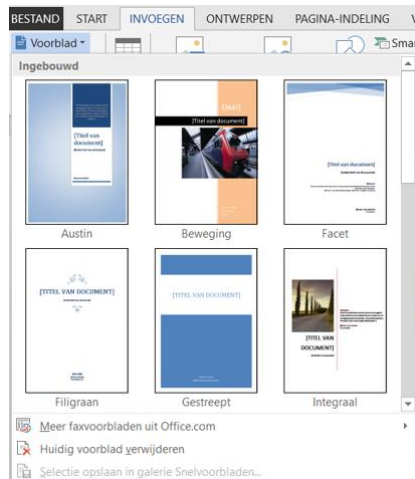 BESTAND START INVOEGEN ONTWERPEN PAGINA-INDELING
Voorblad Smar
Ingebouwd
[Titel van
document]
[Jaar]
[Titel van document]
[Titel van document]
Austin Beweging Facet
[TITEL VAN DOCUMENT]
[TITEL VAN DOCUMENT]
[TITEL VAN
DOCUMENT]
Filigraan Gestreept Integraal
Meer faxvoorbladen uit Office.com
Huidig voorblad verwijderen
Selectie opslaan in galerie Snelvoorbladen...